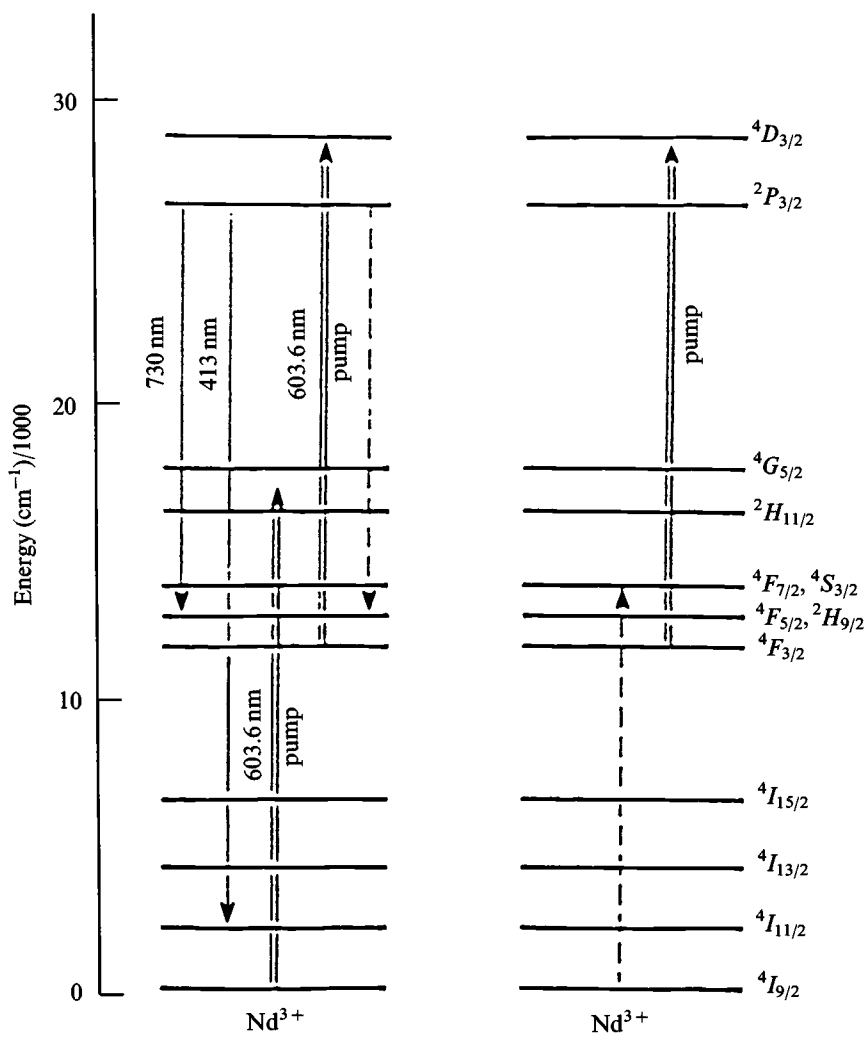 30
⁴D₃/₂
²P₃/₂
730 nm
413 nm
603.6 nm
pump
pump
20
⁴G₅/₂
²H₁₁/₂
Energy (cm⁻¹)/1000
⁴F₇/₂, ⁴S₃/₂
⁴F₅/₂, ²H₉/₂
⁴F₃/₂
10
603.6 nm
pump
⁴I₁₅/₂
⁴I₁₃/₂
⁴I₁₁/₂
0
⁴I₉/₂
Nd³⁺
Nd³⁺